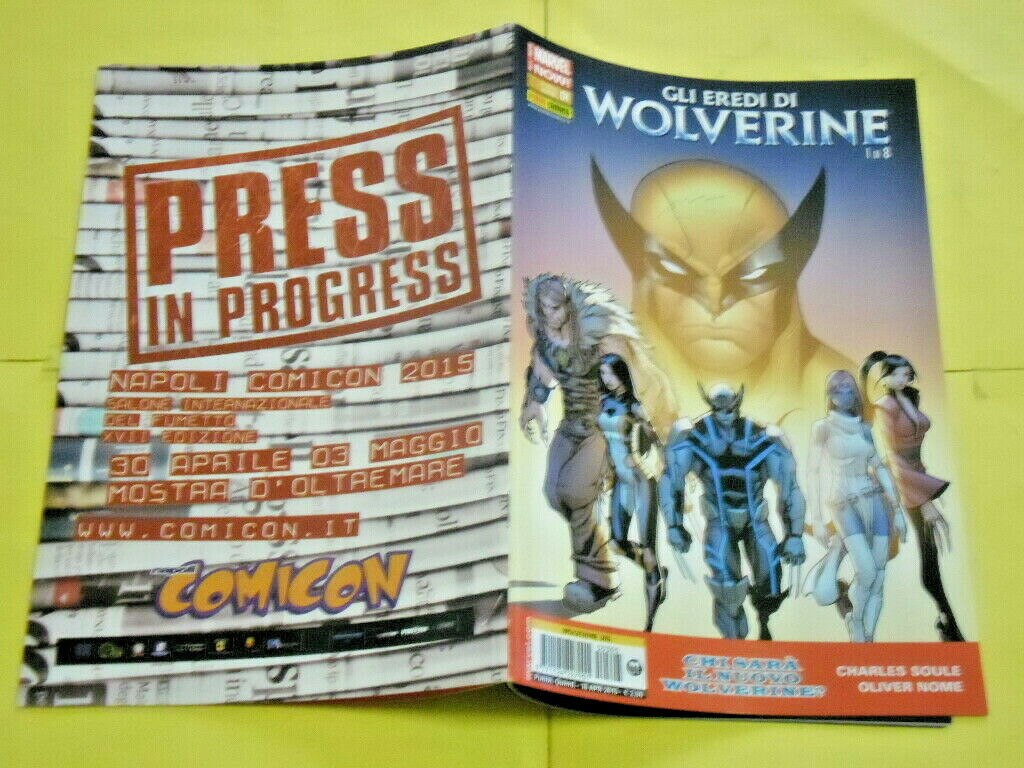 PRESS
IN PROGRESS
NAPOLI COMICON 2015
SALONE INTERNAZIONALE
DEL FUMETTO
XVII EDIZIONE
30 APRILE 03 MAGGIO
MOSTRA D'OLTREMARE
WWW.COMICON.IT
COMICON
MARVEL
NOW!
GLI EREDI DI
WOLVERINE
1 DI 8
CHI SARÀ
IL NUOVO
WOLVERINE?
CHARLES SOULE
OLIVER NOME